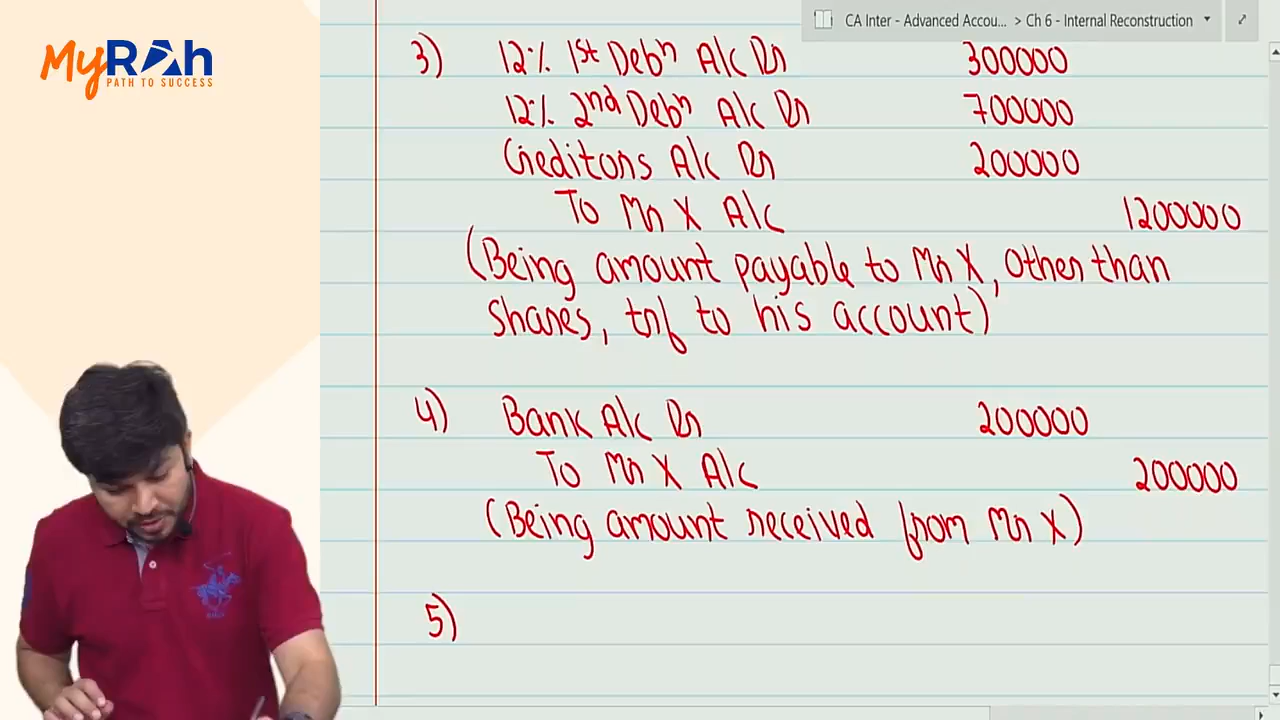 MyRAh
PATH TO SUCCESS
CA Inter - Advanced Accou... > Ch 6 - Internal Reconstruction
3) 12% 1st Debn A/c Dr 300000
12% 2nd Debn A/c Dr 700000
Creditors A/c Dr 200000
To Mr X A/c 1200000
(Being amount payable to Mr X, other than
shares, trf to his account)
4) Bank A/c Dr 200000
To Mr X A/c 200000
(Being amount received from Mr X)
5)